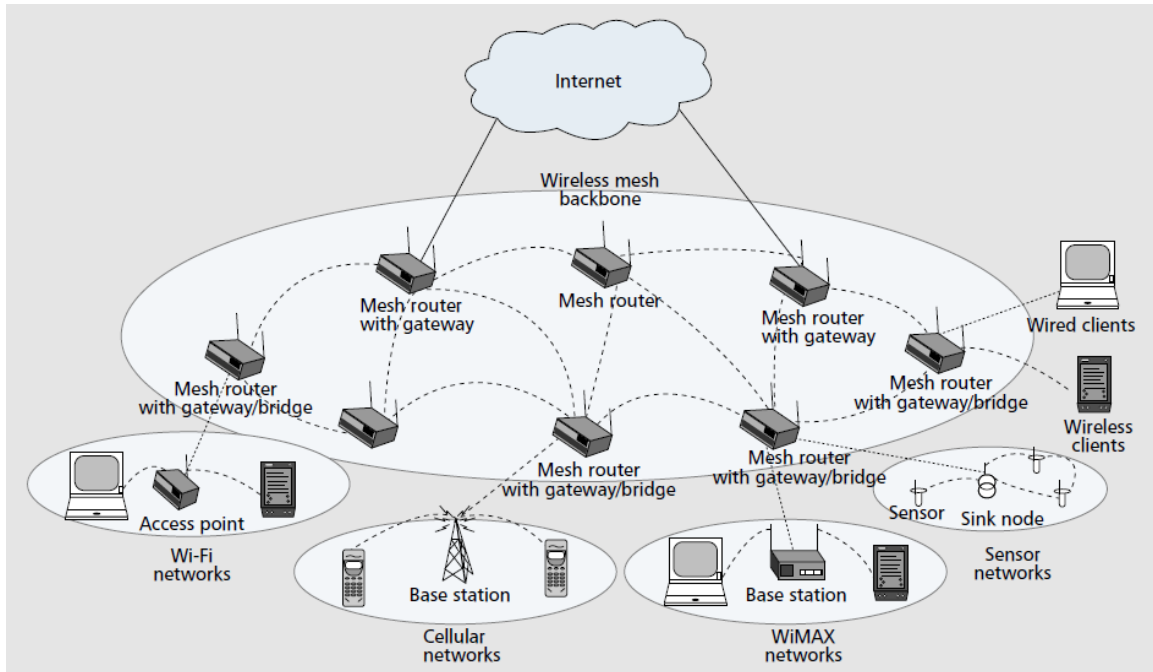 Internet
Wireless mesh
backbone
Mesh router
with gateway
Mesh router
Mesh router
with gateway
Wired clients
Mesh router
with gateway/bridge
Mesh router
with gateway/bridge
Wireless
clients
Mesh router
with gateway/bridge
Mesh router
with gateway/bridge
Access point
Wi-Fi
networks
Base station
Cellular
networks
Base station
WiMAX
networks
Sensor
Sink node
Sensor
networks